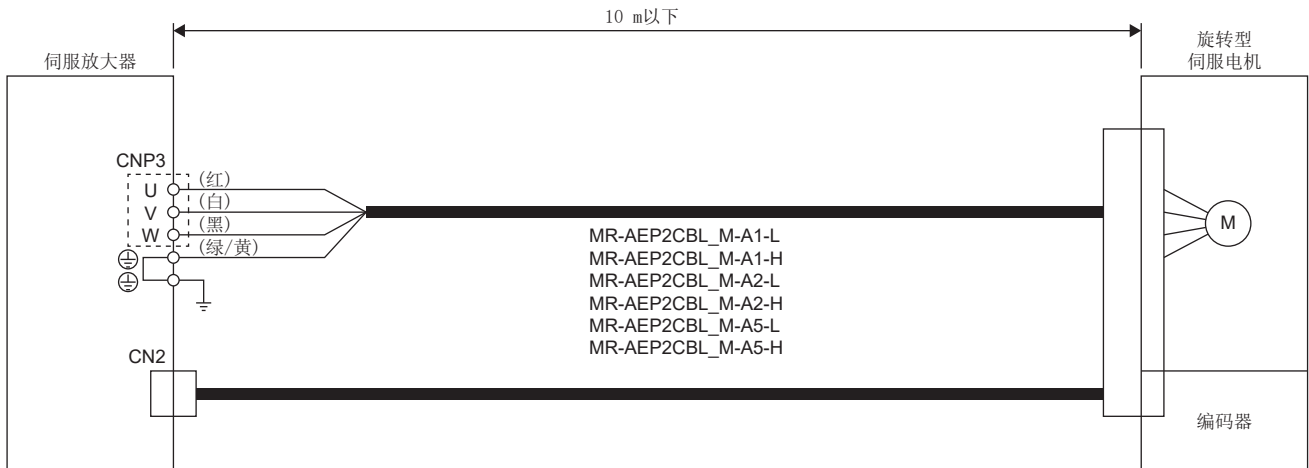 10 m以下
伺服放大器
旋转型
伺服电机
CNP3
U
(红)
V
(白)
W
(黑)
(绿/黄)
M
MR-AEP2CBL_M-A1-L
MR-AEP2CBL_M-A1-H
MR-AEP2CBL_M-A2-L
MR-AEP2CBL_M-A2-H
MR-AEP2CBL_M-A5-L
MR-AEP2CBL_M-A5-H
CN2
编码器